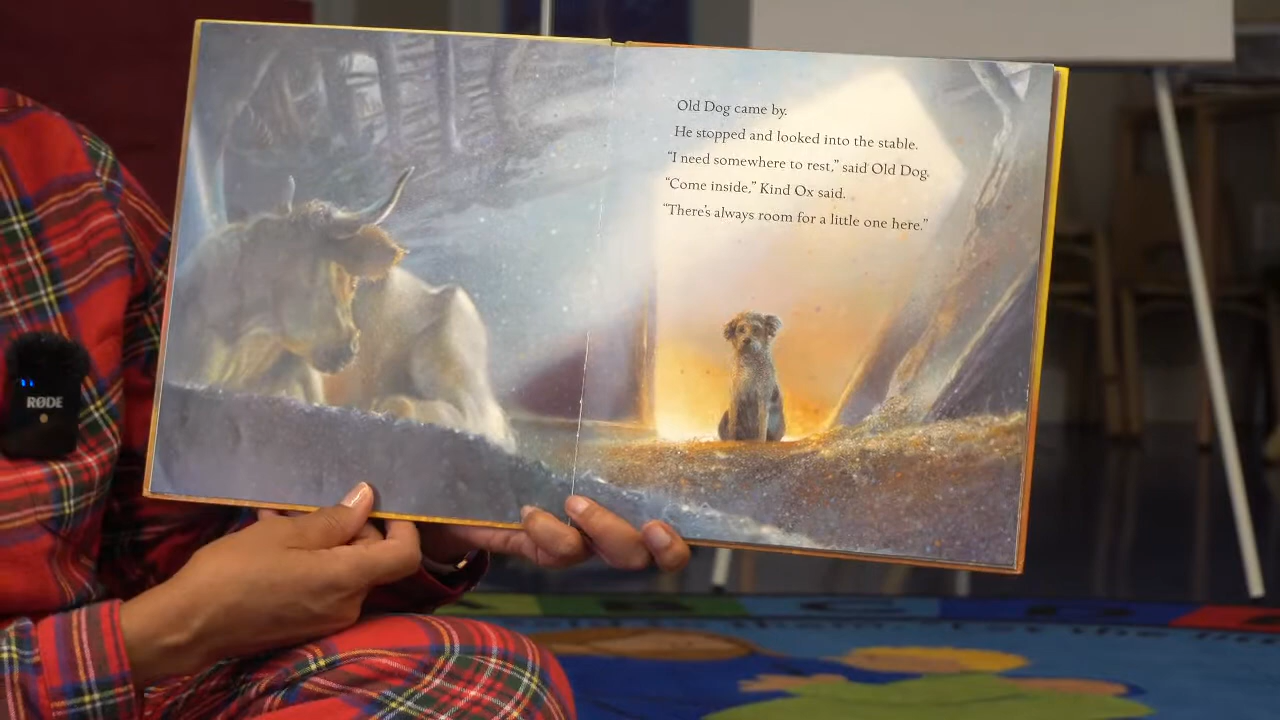 Old Dog came by.
He stopped and looked into the stable.
“I need somewhere to rest,” said Old Dog.
“Come inside,” Kind Ox said.
“There's always room for a little one here.”
RØDE